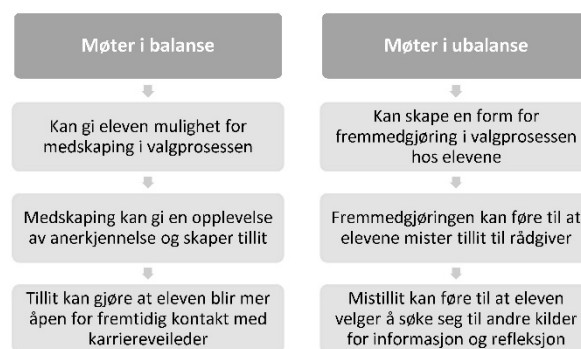 Møter i balanse
Kan gi eleven mulighet for
medskaping i valgprosessen
Medskaping kan gi en opplevelse
av anerkjennelse og skaper tillit
Tillit kan gjøre at eleven blir mer
åpen for fremtidig kontakt med
karriereveileder
Møter i ubalanse
Kan skape en form for
fremmedgjøring i valgprosessen
hos elevene
Fremmedgjøringen kan føre til at
elevene mister tillit til rådgiver
Mistillit kan føre til at eleven
velger å søke seg til andre kilder
for informasjon og refleksjon